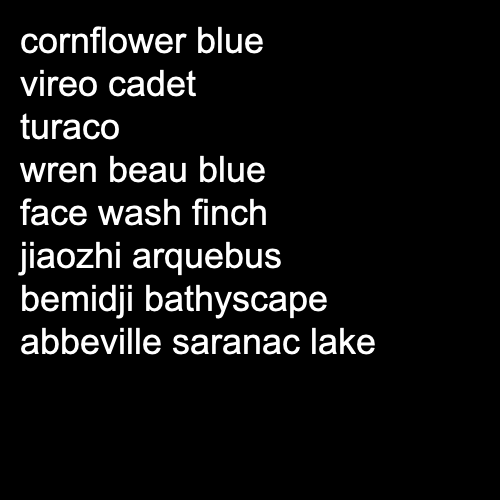 cornflower blue
vireo cadet
turaco
wren beau blue
face wash finch
jiaozhi arquebus
bemidji bathyscape
abbeville saranac lake